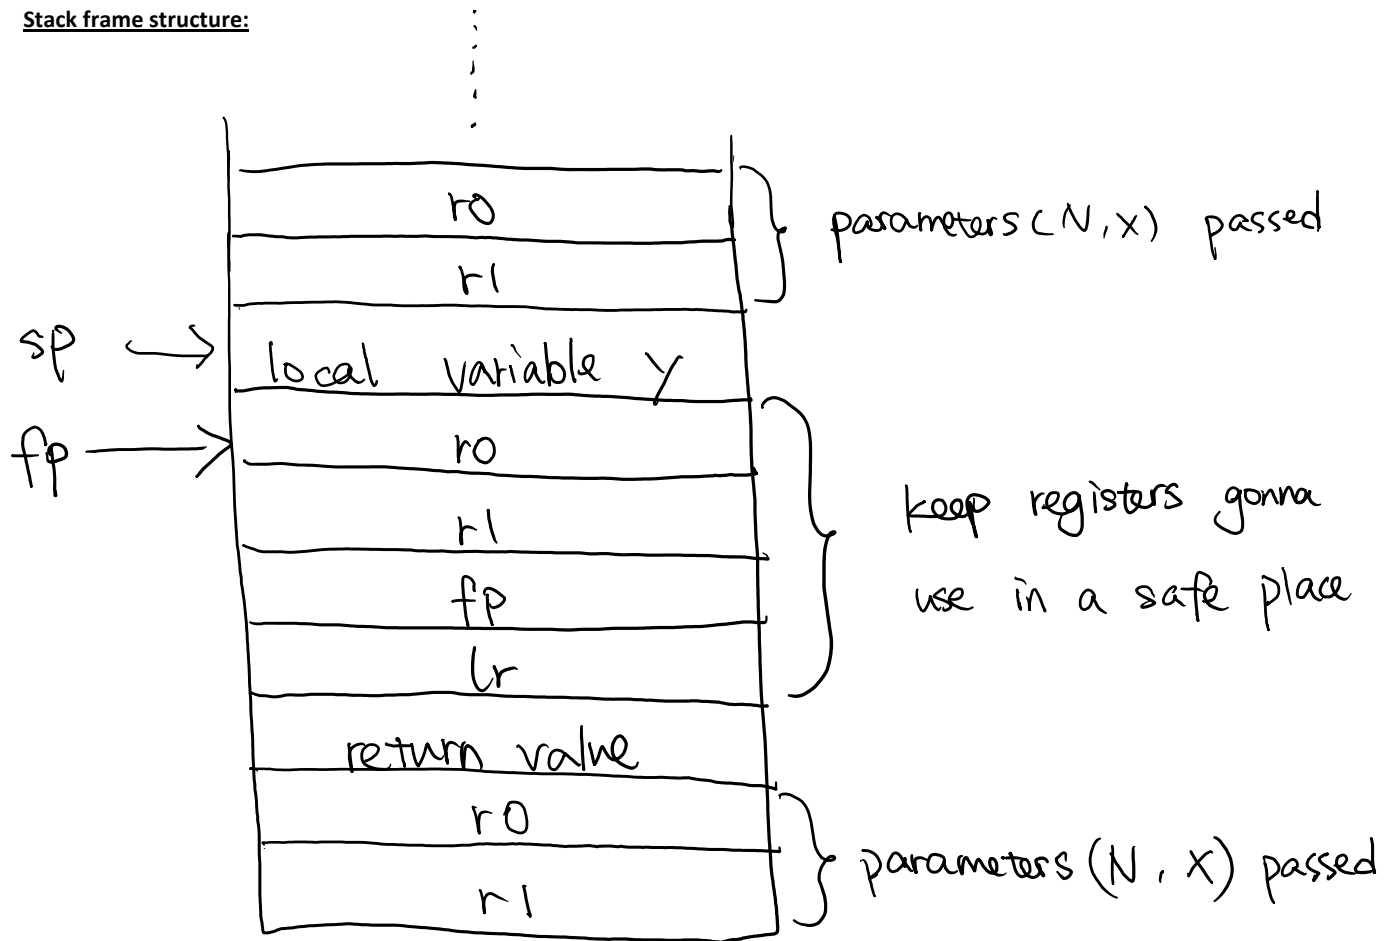 Stack frame structure:
r0
parameters(N,x) passed
r1
sp
local variable y
fp
r0
r1
keep registers gonna
use in a safe place
fp
lr
return value
r0
parameters (N, X) passed
r1